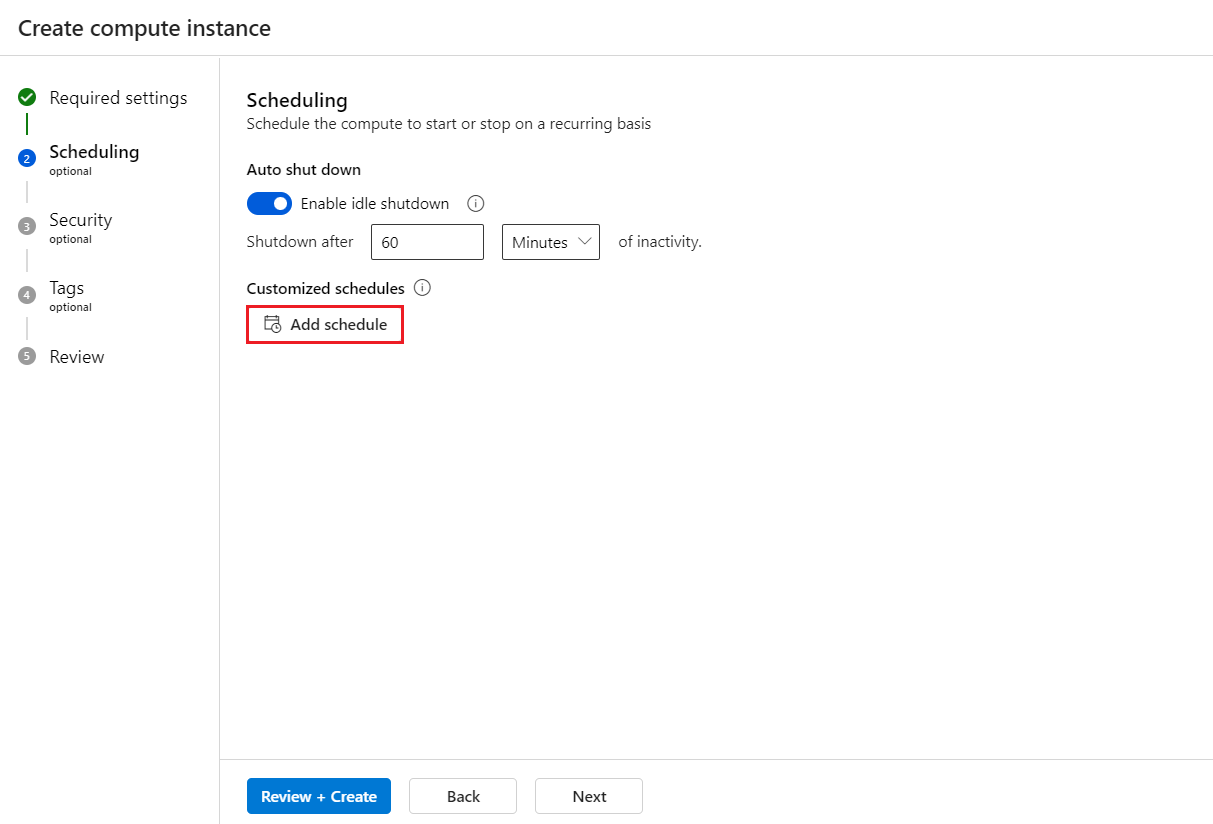 Create compute instance
Required settings
2 Scheduling
optional
3 Security
optional
4 Tags
optional
5 Review
Scheduling
Schedule the compute to start or stop on a recurring basis
Auto shut down
Enable idle shutdown
Shutdown after 60 Minutes of inactivity.
Customized schedules
Add schedule
Review + Create Back Next